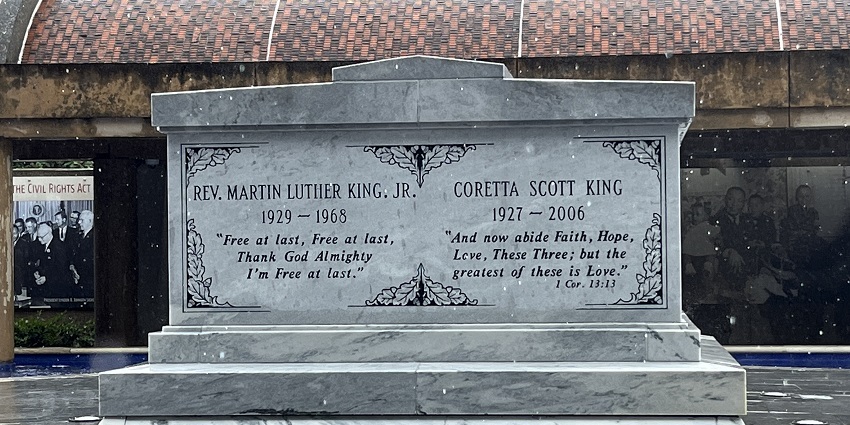 THE CIVIL RIGHTS ACT
REV. MARTIN LUTHER KING, JR.
1929 — 1968
"Free at last, Free at last,
Thank God Almighty
I'm Free at last."
CORETTA SCOTT KING
1927 — 2006
"And now abide Faith, Hope,
Love, These Three; but the
greatest of these is Love."
1 Cor. 13:13